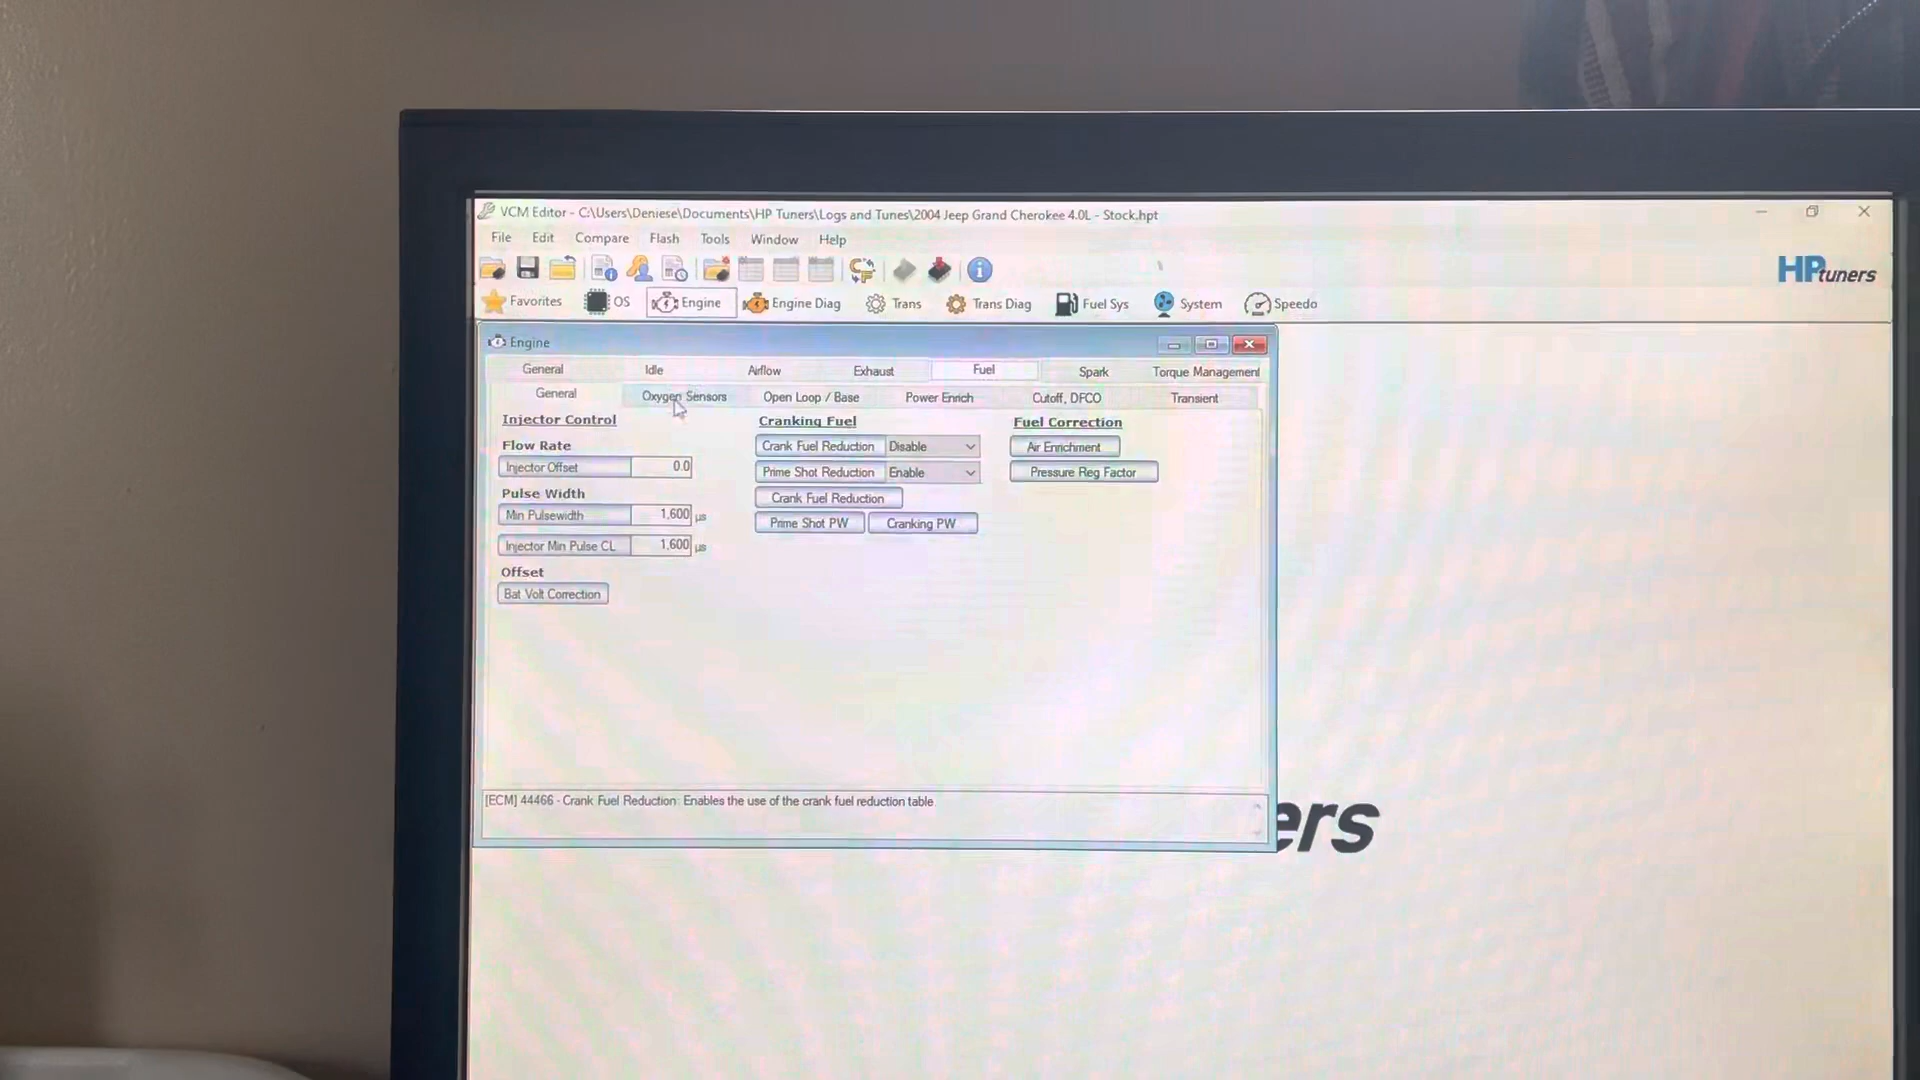 VCM Editor - C:\Users\Deniese\Documents\HP Tuners\Logs and Tunes\2004 Jeep Grand Cherokee 4.0L - Stock.hpt
File Edit Compare Flash Tools Window Help
HPtuners
Favorites OS Engine Engine Diag Trans Trans Diag Fuel Sys System Speedo
Engine
General Idle Airflow Exhaust Fuel Spark Torque Management
General Oxygen Sensors Open Loop / Base Power Enrich Cutoff, DFCO Transient
Injector Control Cranking Fuel Fuel Correction
Flow Rate Crank Fuel Reduction Disable Air Enrichment
Injector Offset 0.0 Prime Shot Reduction Enable Pressure Reg Factor
Pulse Width Crank Fuel Reduction
Min Pulsewidth 1,600 µs Prime Shot PW Cranking PW
Injector Min Pulse CL 1,600 µs
Offset
Bat Volt Correction
[ECM] 44466 - Crank Fuel Reduction: Enables the use of the crank fuel reduction table.
ers